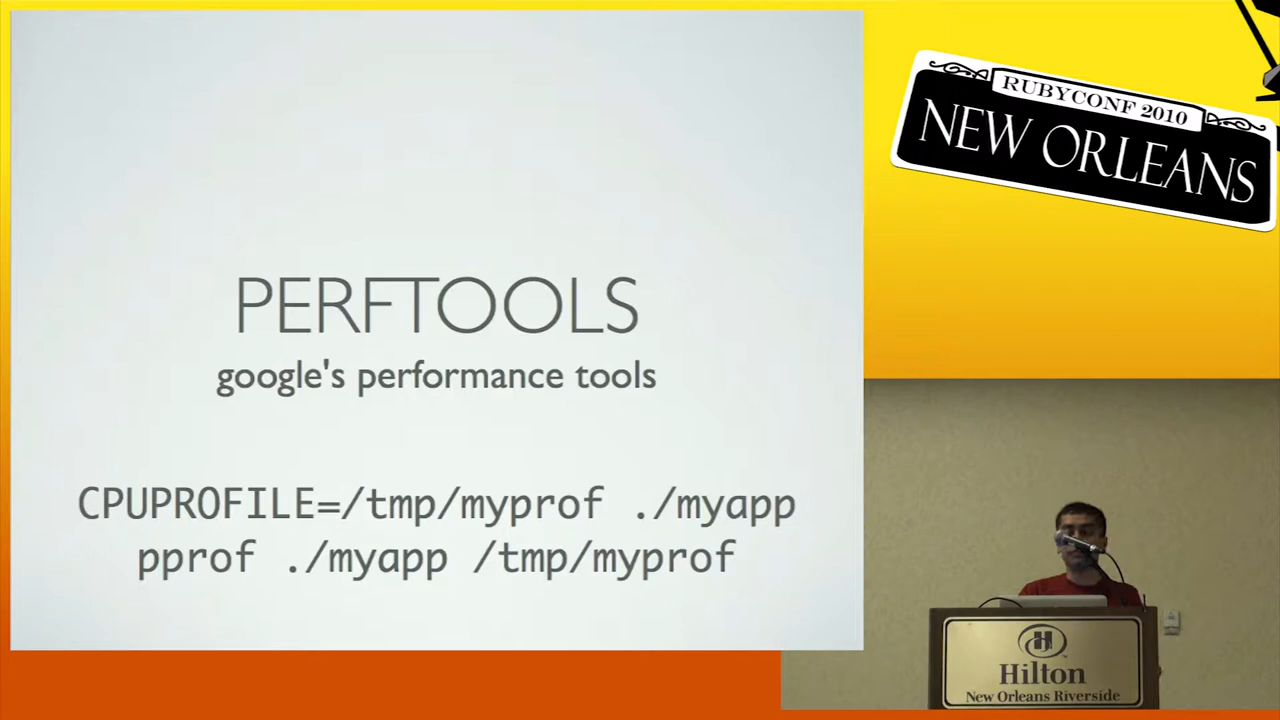 PERFTOOLS
google's performance tools
CPUPROFILE=/tmp/myprof ./myapp
pprof ./myapp /tmp/myprof
RUBYCONF 2010
NEW ORLEANS
Hilton
New Orleans Riverside